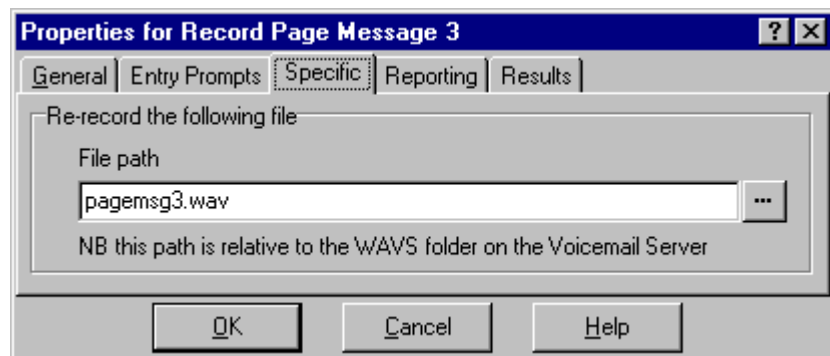 Properties for Record Page Message 3
General Entry Prompts Specific Reporting Results
Re-record the following file
File path
pagemsg3.wav ...
NB this path is relative to the WAVS folder on the Voicemail Server
OK Cancel Help